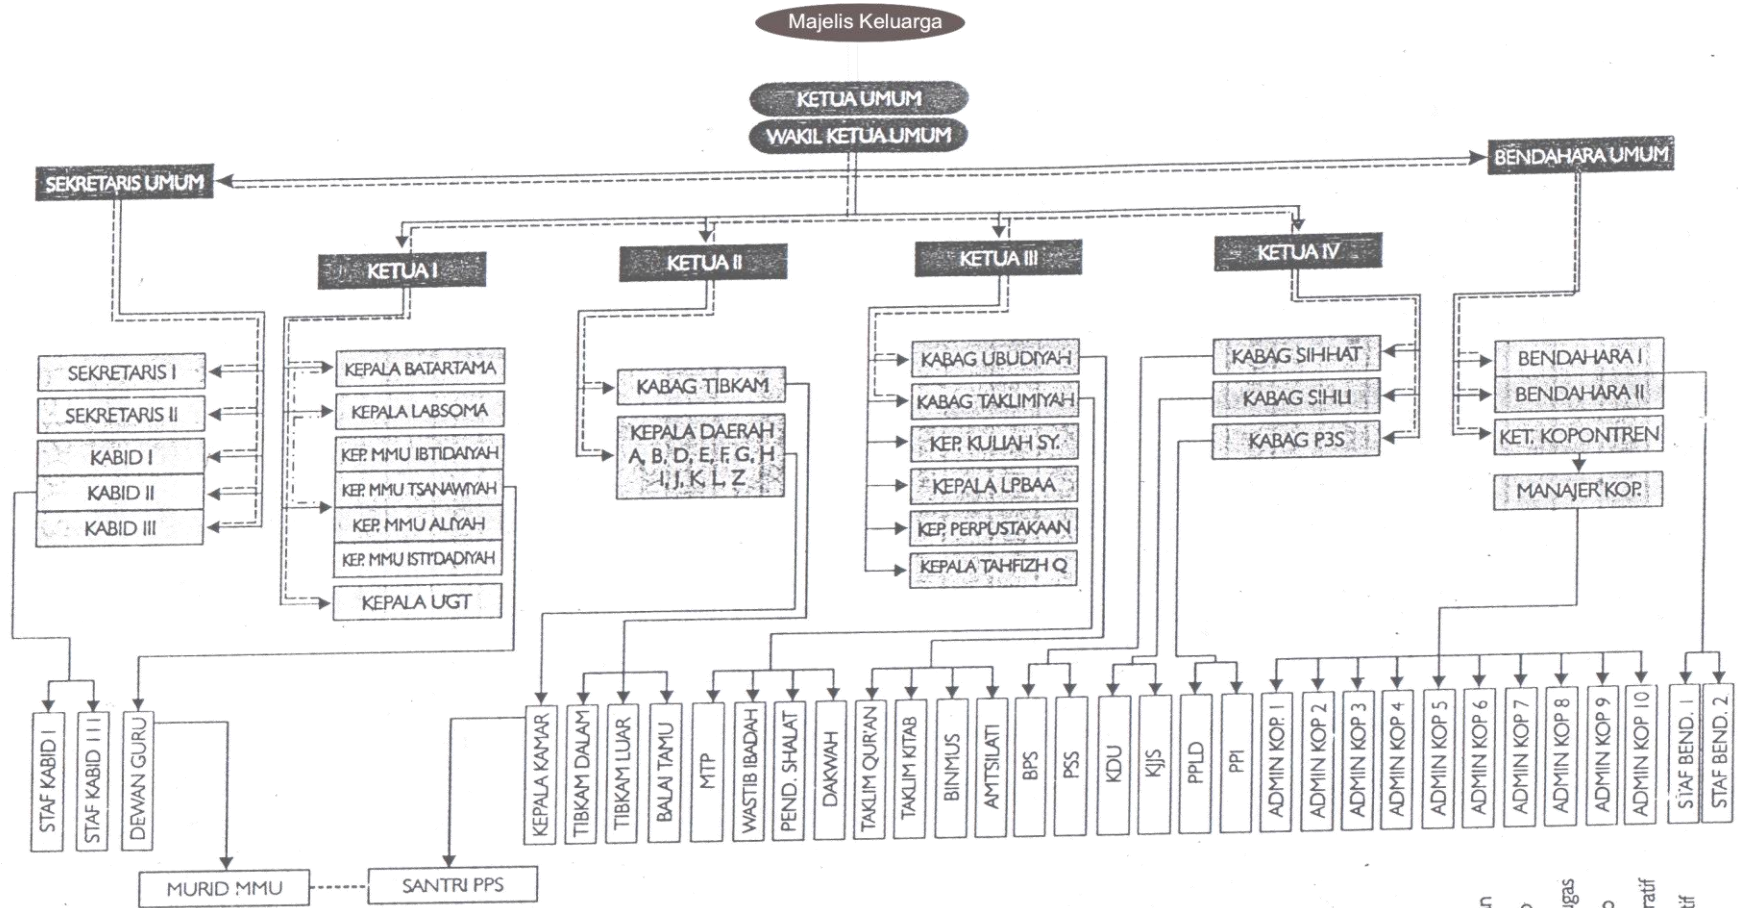 Majelis Keluarga
KETUA UMUM
WAKIL KETUA UMUM
SEKRETARIS UMUM
BENDAHARA UMUM
KETUA I
KETUA II
KETUA III
KETUA IV
SEKRETARIS I
SEKRETARIS II
KABID I
KABID II
KABID III
KEPALA BATARTAMA
KEPALA LABSOMA
KEP. MMU IBTIDAIYAH
KEP. MMU TSANAWIYAH
KEP. MMU ALIYAH
KEP. MMU ISTI'DADIYAH
KEPALA UGT
KABAG TIBKAM
KEPALA DAERAH
A, B, D, E, F, G, H
I, J, K, L, Z
KABAG UBUDIYAH
KABAG TAKLIMIYAH
KEP. KULIAH SY.
KEPALA LPBAA
KEP. PERPUSTAKAAN
KEPALA TAHFIZH Q
KABAG SIHHAT
KABAG SIHLI
KABAG P3S
BENDAHARA I
BENDAHARA II
KET. KOPONTREN
MANAJER KOP.
STAF KABID I
STAF KABID III
DEWAN GURU
KEPALA KAMAR
TIBKAM DALAM
TIBKAM LUAR
BALAI TAMU
MTP
WASTIB IBADAH
PEND. SHALAT
DAKWAH
TAKLIM QUR'AN
TAKLIM KITAB
BINMUS
AMTSILATI
BPS
PSS
KDU
KJJS
PPLD
PPI
ADMIN KOP. 1
ADMIN KOP 2
ADMIN KOP 3
ADMIN KOP 4
ADMIN KOP 5
ADMIN KOP 6
ADMIN KOP 7
ADMIN KOP 8
ADMIN KOP 9
ADMIN KOP 10
STAF BEND. 1
STAF BEND. 2
MURID MMU
SANTRI PPS